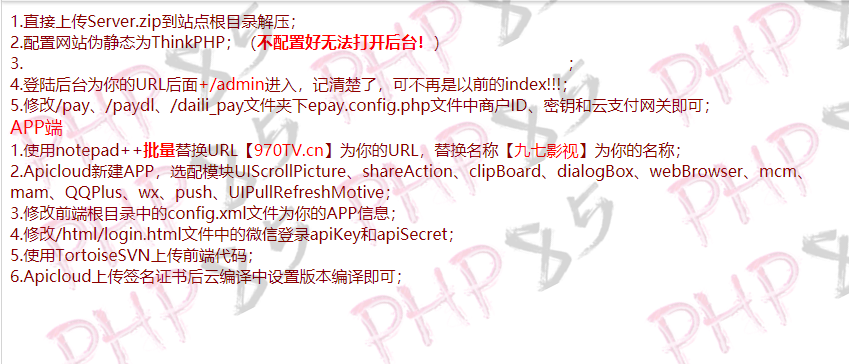 1.直接上传Server.zip到站点根目录解压；
2.配置网站伪静态为ThinkPHP；（不配置好无法打开后台！）
3. ；
4.登陆后台为你的URL后面+/admin进入，记清楚了，可不再是以前的index!!!；
5.修改/pay、/paydl、/daili_pay文件夹下epay.config.php文件中商户ID、密钥和云支付网关即可；
APP端
1.使用notepad++批量替换URL【970TV.cn】为你的URL，替换名称【九七影视】为你的名称；
2.Apicloud新建APP，选配模块UIScrollPicture、shareAction、clipBoard、dialogBox、webBrowser、mcm、
mam、QQPlus、wx、push、UIPullRefreshMotive；
3.修改前端根目录中的config.xml文件为你的APP信息；
4.修改/html/login.html文件中的微信登录apiKey和apiSecret；
5.使用TortoiseSVN上传前端代码；
6.Apicloud上传签名证书后云编译中设置版本编译即可；
PHP85
PHP85
PHP85
PHP85
PHP85
PHP85